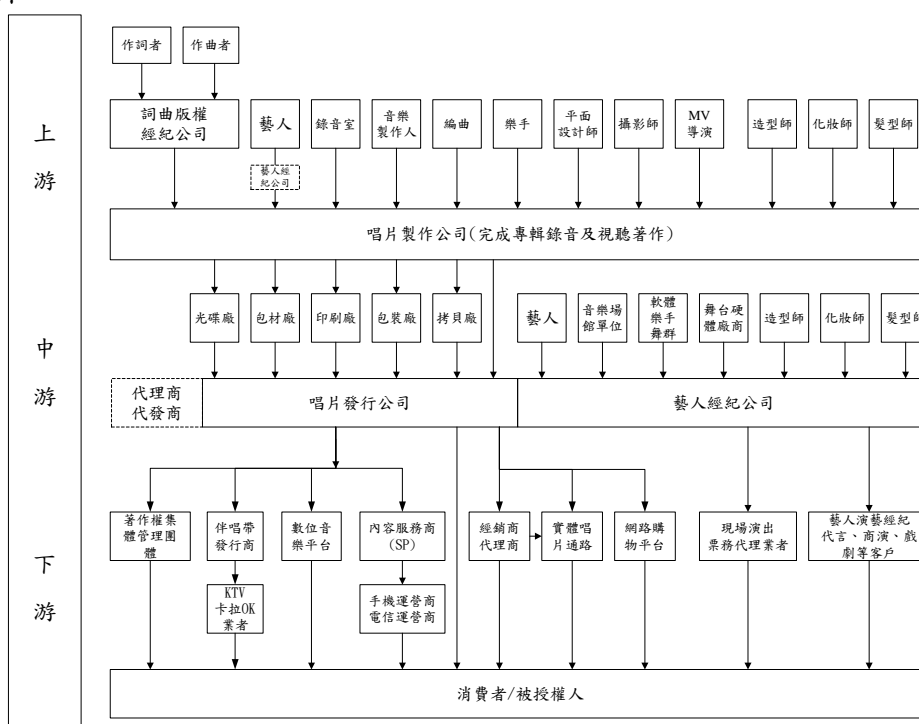 上
游
作詞者
作曲者
詞曲版權
經紀公司
藝人
錄音室
音樂
製作人
編曲
樂手
平面
設計師
攝影師
MV
導演
造型師
化妝師
髮型師
藝人經
紀公司
唱片製作公司(完成專輯錄音及視聽著作)
中
游
光碟廠
包材廠
印刷廠
包裝廠
拷貝廠
藝人
音樂場
館單位
軟體
樂手
舞群
舞台硬
體廠商
造型師
化妝師
髮型師
代理商
代發商
唱片發行公司
藝人經紀公司
下
游
著作權集
體管理團
體
伴唱帶
發行商
數位音
樂平台
內容服務商
(SP)
經銷商
代理商
實體唱
片通路
網路購
物平台
現場演出
票務代理業者
藝人演藝經紀
代言、商演、戲
劇等客戶
KTV
卡拉OK
業者
手機運營商
電信運營商
消費者/被授權人